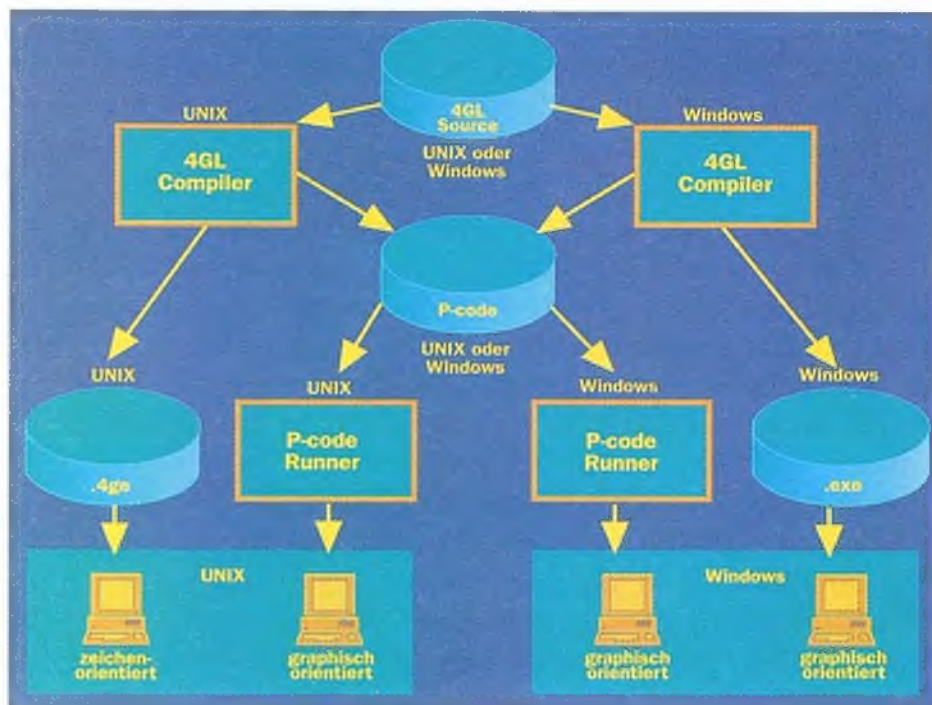 4GL
Source
UNIX oder
Windows
UNIX
4GL
Compiler
Windows
4GL
Compiler
P-code
UNIX oder
Windows
UNIX
.4ge
UNIX
P-code
Runner
Windows
P-code
Runner
Windows
.exe
UNIX
zeichen-
orientiert
graphisch
orientiert
Windows
graphisch
orientiert
graphisch
orientiert